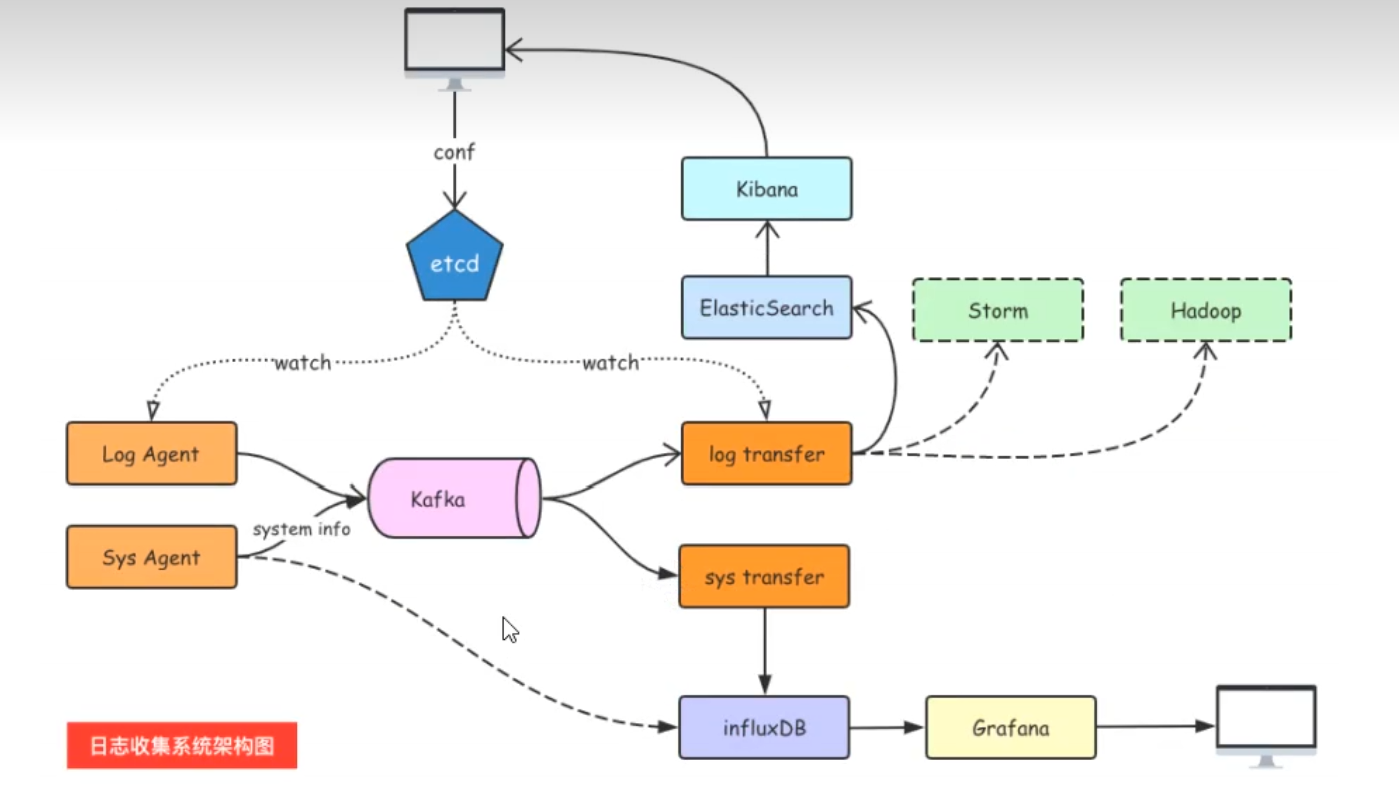 conf
Kibana
etcd
ElasticSearch
Storm
Hadoop
watch
watch
Log Agent
log transfer
Kafka
system info
Sys Agent
sys transfer
influxDB
Grafana
日志收集系统架构图